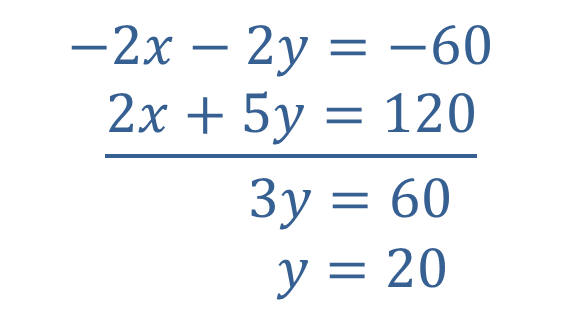 −2x − 2y = −60
2x + 5y = 120
3y = 60
y = 20